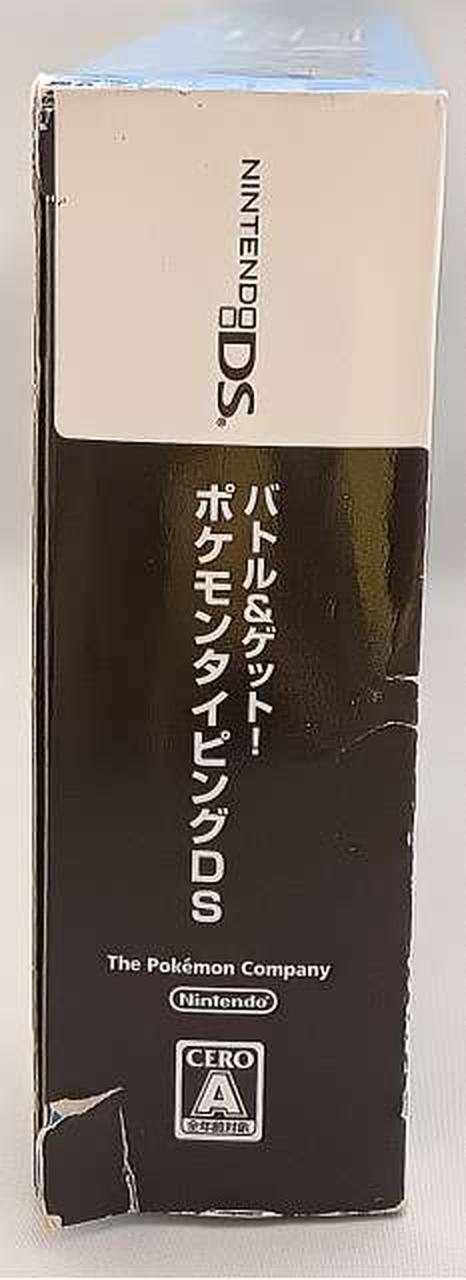 NINTENDO DS®
バトル&ゲット!
ポケモンタイピングDS
The Pokémon Company
Nintendo®
CERO
A
全年齢対象